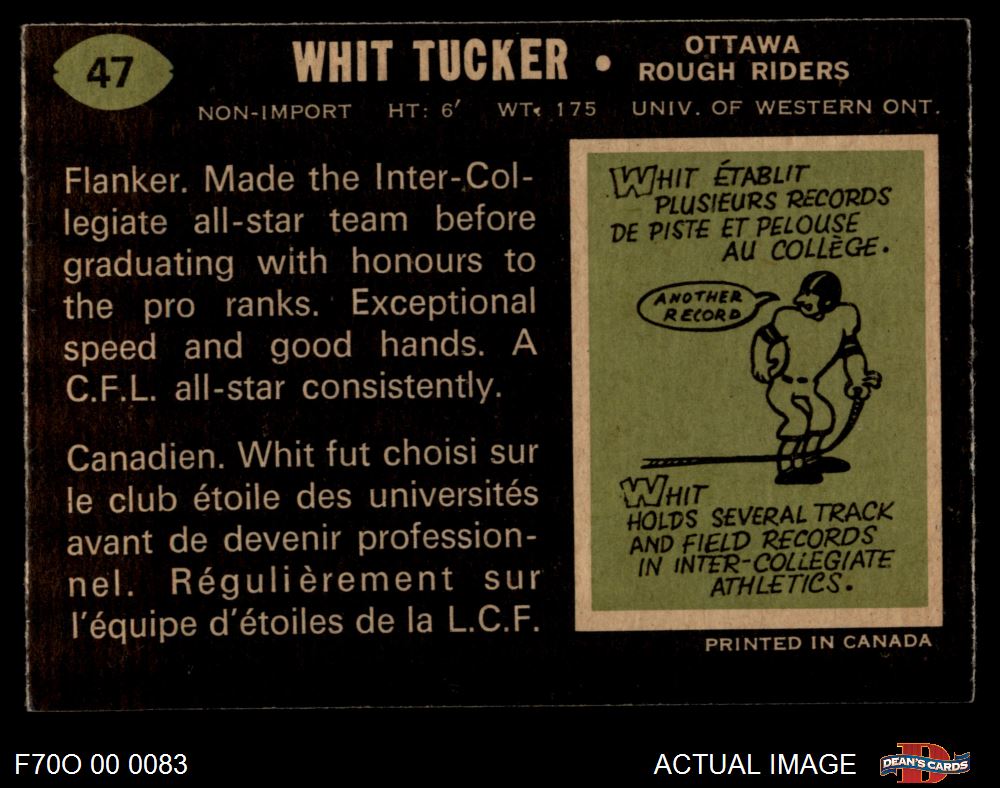 47
WHIT TUCKER •
OTTAWA
ROUGH RIDERS
NON-IMPORT HT: 6′ WT: 175 UNIV. OF WESTERN ONT.
Flanker. Made the Inter-Col-
legiate all-star team before
graduating with honours to
the pro ranks. Exceptional
speed and good hands. A
C.F.L. all-star consistently.
Canadien. Whit fut choisi sur
le club étoile des universités
avant de devenir profession-
nel. Régulièrement sur
l'équipe d'étoiles de la L.C.F.
WHIT ÉTABLIT
PLUSIEURS RECORDS
DE PISTE ET PELOUSE
AU COLLÈGE.
ANOTHER
RECORD
WHIT
HOLDS SEVERAL TRACK
AND FIELD RECORDS
IN INTER-COLLEGIATE
ATHLETICS.
PRINTED IN CANADA
F70O 00 0083
ACTUAL IMAGE
DEAN'S CARDS